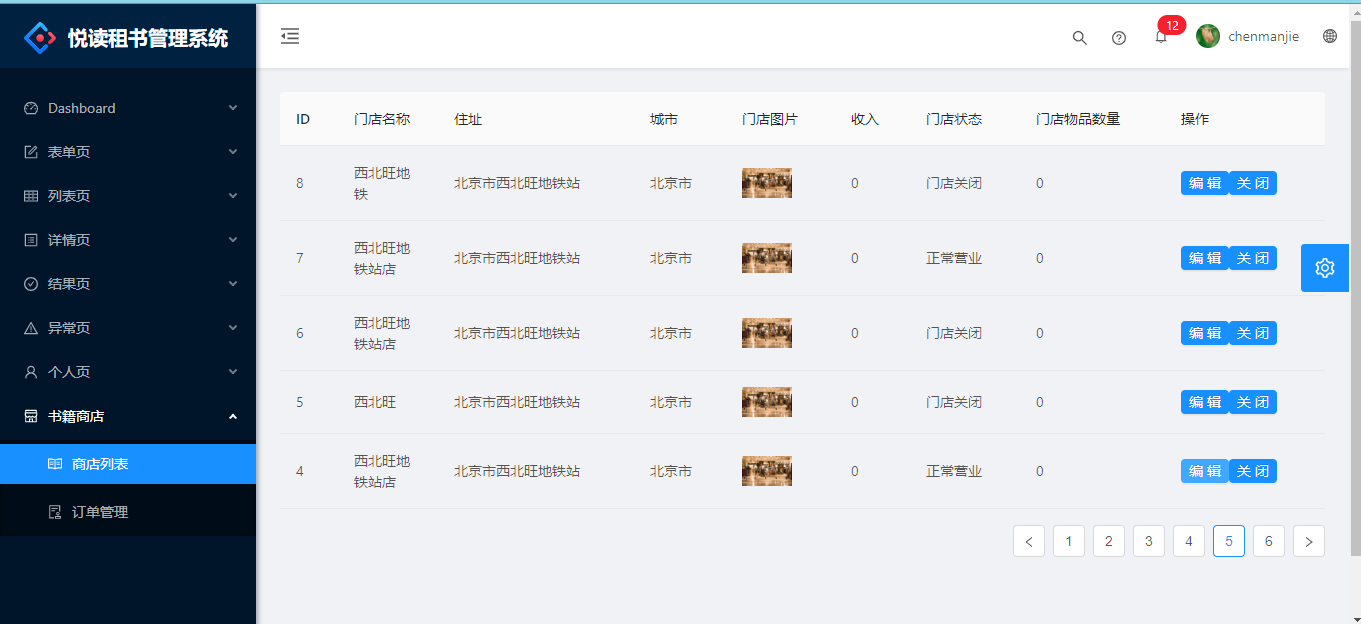 悦读租书管理系统
12
chenmanjie
Dashboard
表单页
列表页
详情页
结果页
异常页
个人页
书籍商店
商店列表
订单管理
ID 门店名称 住址 城市 门店图片 收入 门店状态 门店物品数量 操作
8 西北旺地 北京市西北旺地铁站 北京市 0 门店关闭 0 编 辑 关 闭
铁
7 西北旺地 北京市西北旺地铁站 北京市 0 正常营业 0 编 辑 关 闭
铁站店
6 西北旺地 北京市西北旺地铁站 北京市 0 门店关闭 0 编 辑 关 闭
铁站店
5 西北旺 北京市西北旺地铁站 北京市 0 门店关闭 0 编 辑 关 闭
4 西北旺地 北京市西北旺地铁站 北京市 0 正常营业 0 编 辑 关 闭
铁站店
< 1 2 3 4 5 6 >